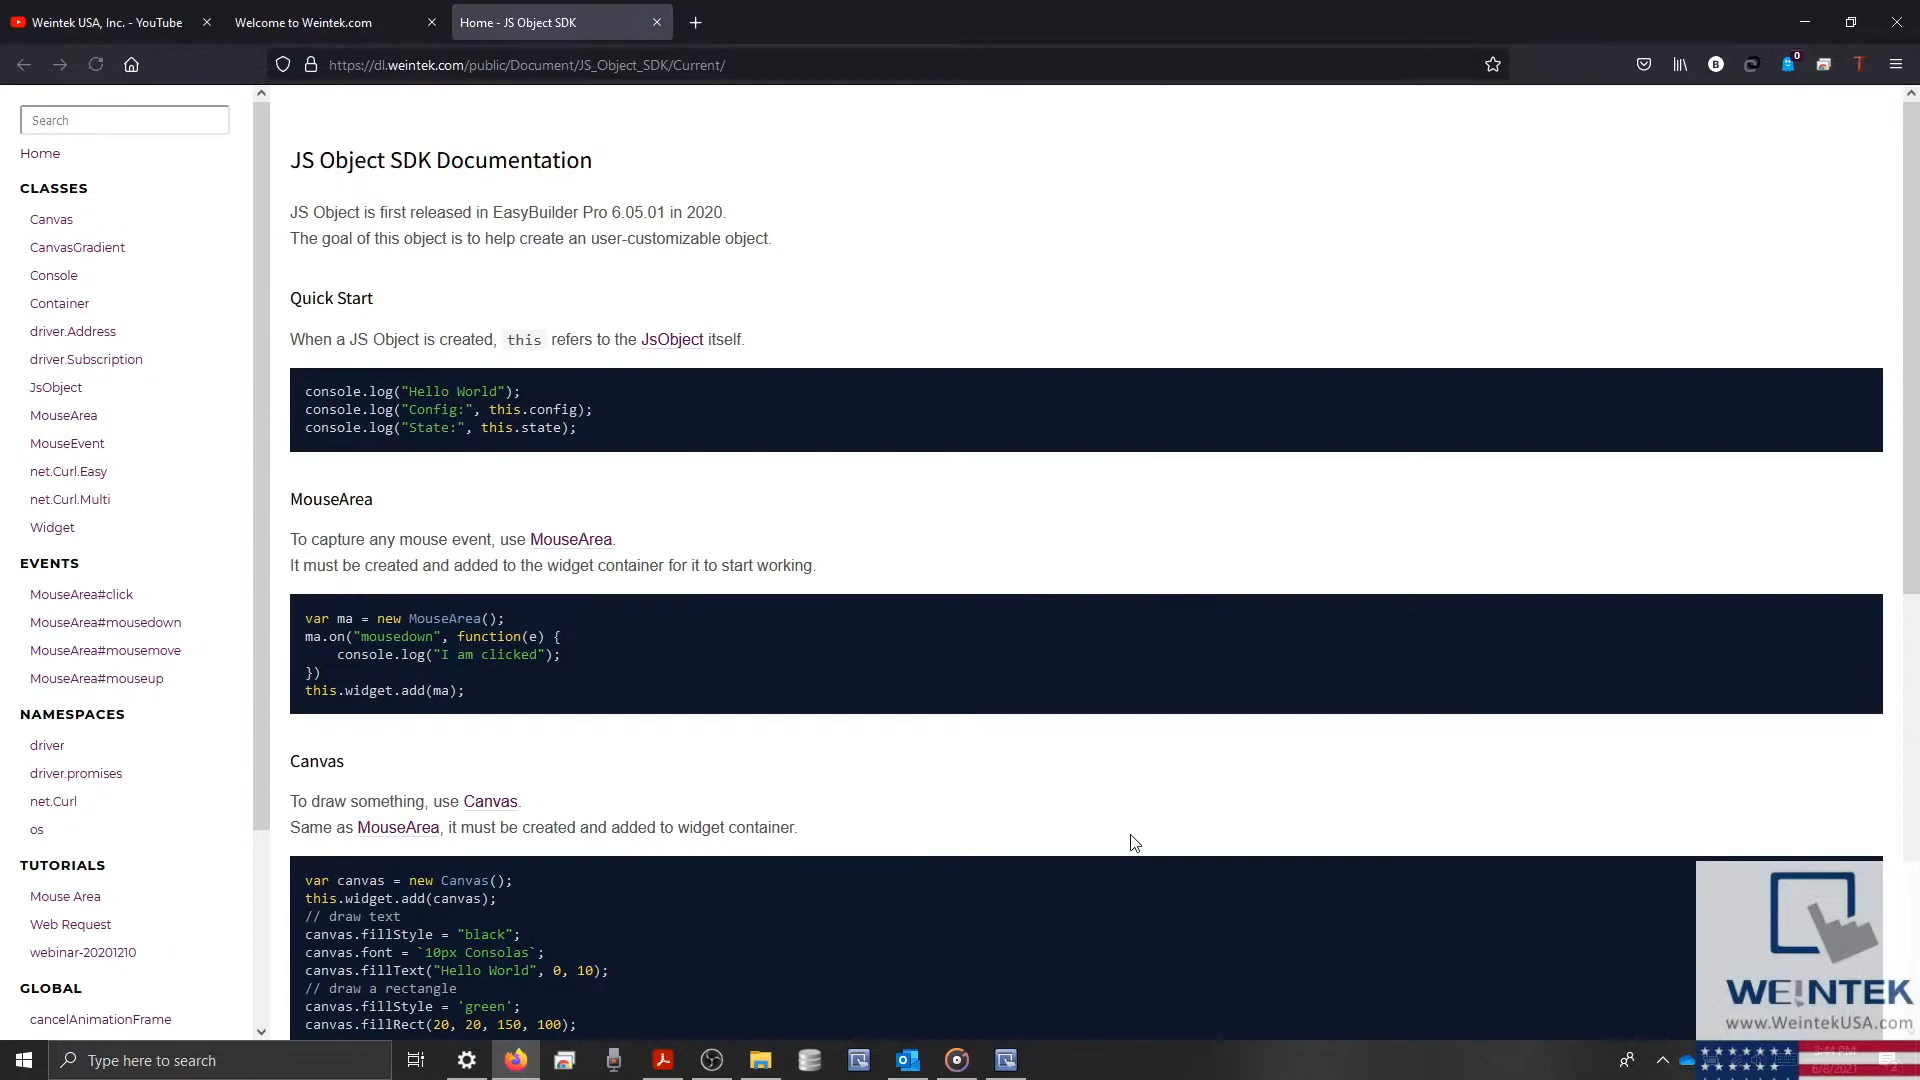 Weintek USA, Inc. - YouTube
Welcome to Weintek.com
Home - JS Object SDK
https://dl.weintek.com/public/Document/JS_Object_SDK/Current/
B
0
T
Search
Home
CLASSES
Canvas
CanvasGradient
Console
Container
driver.Address
driver.Subscription
JsObject
MouseArea
MouseEvent
net.Curl.Easy
net.Curl.Multi
Widget
EVENTS
MouseArea#click
MouseArea#mousedown
MouseArea#mousemove
MouseArea#mouseup
NAMESPACES
driver
driver.promises
net.Curl
os
TUTORIALS
Mouse Area
Web Request
webinar-20201210
GLOBAL
cancelAnimationFrame
JS Object SDK Documentation
JS Object is first released in EasyBuilder Pro 6.05.01 in 2020.
The goal of this object is to help create an user-customizable object.
Quick Start
When a JS Object is created, this refers to the JsObject itself.
console.log("Hello World");
console.log("Config:", this.config);
console.log("State:", this.state);
MouseArea
To capture any mouse event, use MouseArea.
It must be created and added to the widget container for it to start working.
var ma = new MouseArea();
ma.on("mousedown", function(e) {
console.log("I am clicked");
})
this.widget.add(ma);
Canvas
To draw something, use Canvas.
Same as MouseArea, it must be created and added to widget container.
var canvas = new Canvas();
this.widget.add(canvas);
// draw text
canvas.fillStyle = "black";
canvas.font = `10px Consolas`;
canvas.fillText("Hello World", 0, 10);
// draw a rectangle
canvas.fillStyle = 'green';
canvas.fillRect(20, 20, 150, 100);
WEINTEK
www.WeintekUSA.com
Type here to search
3:44 PM
6/8/2021